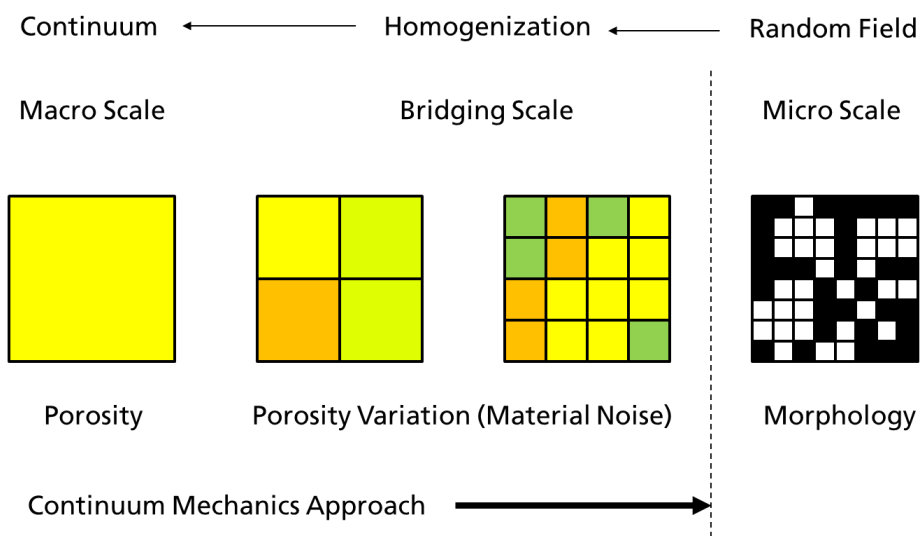 Continuum
Homogenization
Random Field
Macro Scale
Bridging Scale
Micro Scale
Porosity
Porosity Variation (Material Noise)
Morphology
Continuum Mechanics Approach